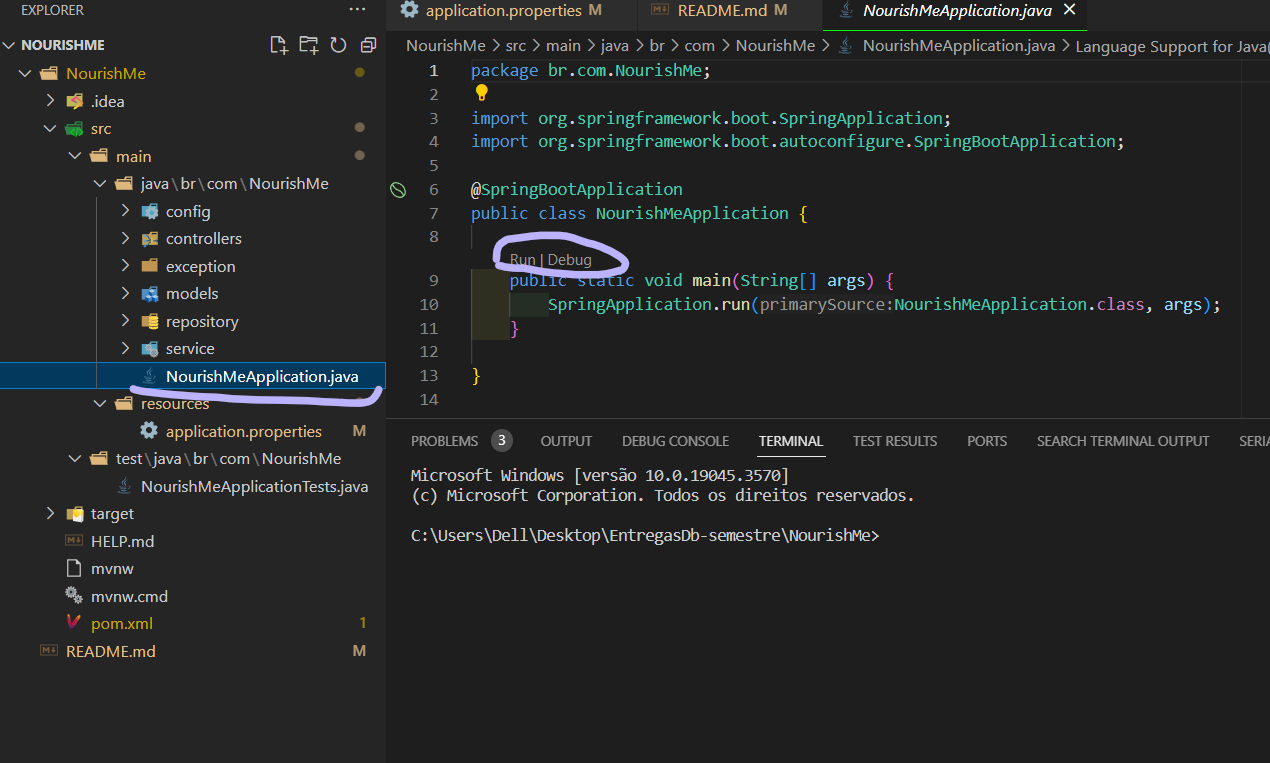 EXPLORER ···
NOURISHME
NourishMe
.idea
src
main
java\br\com\NourishMe
config
controllers
exception
models
repository
service
NourishMeApplication.java
resources
application.properties M
test\java\br\com\NourishMe
NourishMeApplicationTests.java
target
HELP.md
mvnw
mvnw.cmd
pom.xml 1
README.md M
application.properties M README.md M NourishMeApplication.java
NourishMe > src > main > java > br > com > NourishMe > NourishMeApplication.java > Language Support for Java(
1 package br.com.NourishMe;
2
3 import org.springframework.boot.SpringApplication;
4 import org.springframework.boot.autoconfigure.SpringBootApplication;
5
6 @SpringBootApplication
7 public class NourishMeApplication {
8
Run | Debug
9 public static void main(String[] args) {
10 SpringApplication.run(primarySource:NourishMeApplication.class, args);
11 }
12
13 }
14
PROBLEMS 3 OUTPUT DEBUG CONSOLE TERMINAL TEST RESULTS PORTS SEARCH TERMINAL OUTPUT SERIA
Microsoft Windows [versão 10.0.19045.3570]
(c) Microsoft Corporation. Todos os direitos reservados.
C:\Users\Dell\Desktop\EntregasDb-semestre\NourishMe>